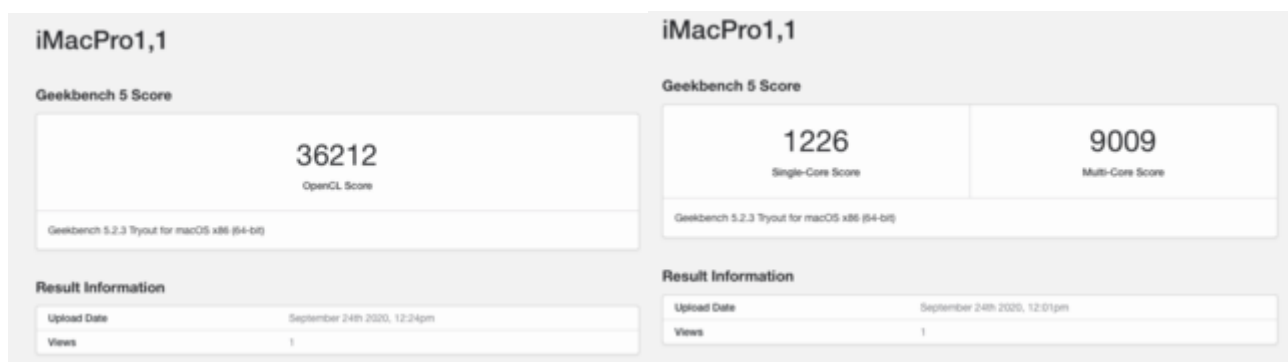 iMacPro1,1
Geekbench 5 Score
36212
OpenCL Score
Geekbench 5.2.3 Tryout for macOS x86 (64-bit)
Result Information
Upload Date September 24th 2020, 12:24pm
Views 1
iMacPro1,1
Geekbench 5 Score
1226 9009
Single-Core Score Multi-Core Score
Geekbench 5.2.3 Tryout for macOS x86 (64-bit)
Result Information
Upload Date September 24th 2020, 12:01pm
Views 1